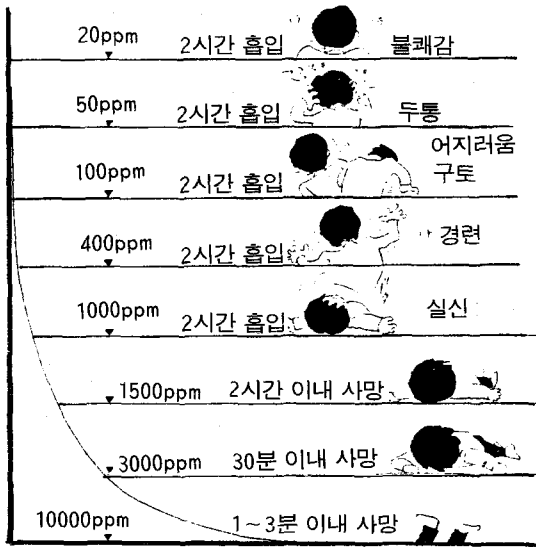 20ppm 2시간 흡입 불쾌감
50ppm 2시간 흡입 두통
어지러움
100ppm 2시간 흡입 구토
400ppm 2시간 흡입 경련
1000ppm 2시간 흡입 실신
1500ppm 2시간 이내 사망
3000ppm 30분 이내 사망
10000ppm 1~3분 이내 사망